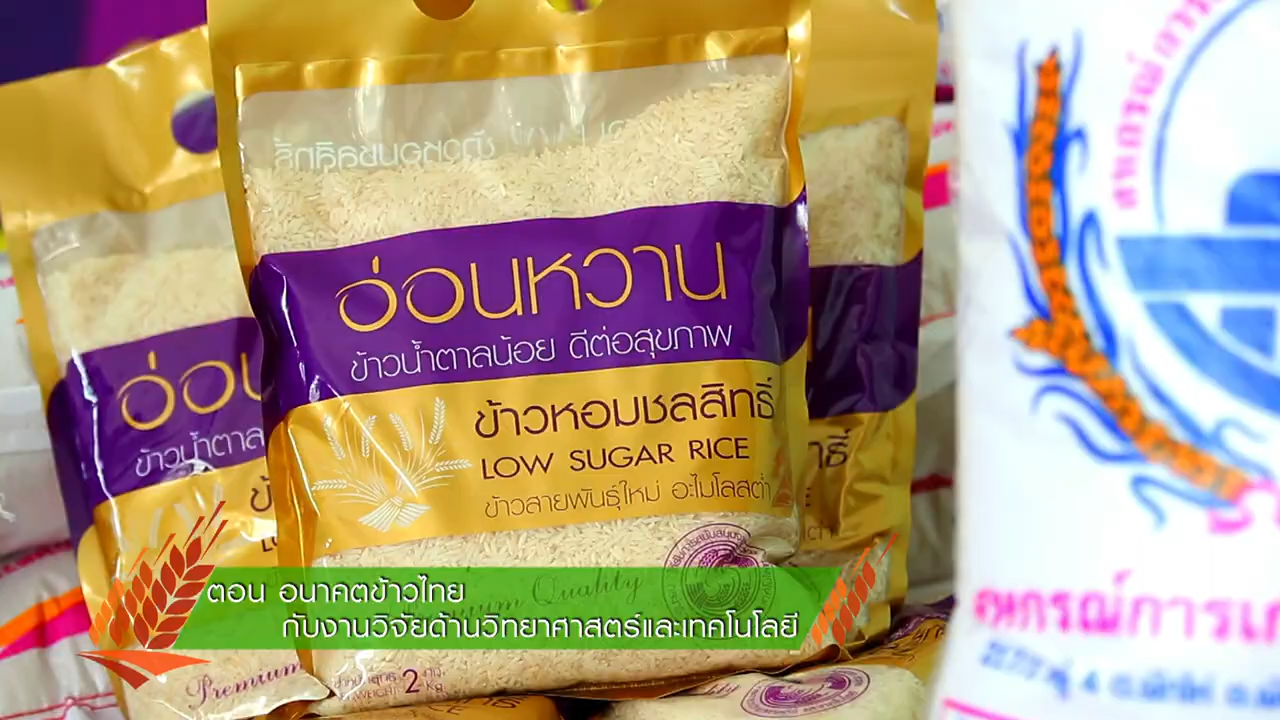 อ่อนหวาน
ข้าวน้ำตาลน้อย ดีต่อสุขภาพ
ข้าวหอมชลสิทธิ์
LOW SUGAR RICE
ข้าวสายพันธุ์ใหม่ อะไมโลสต่ำ
Premium Quality
2 กก.
Kg
อ่อน
ข้าวน้ำตาล
Premium
ตอน อนาคตข้าวไทย
กับงานวิจัยด้านวิทยาศาสตร์และเทคโนโลยี
สหกรณ์การเก